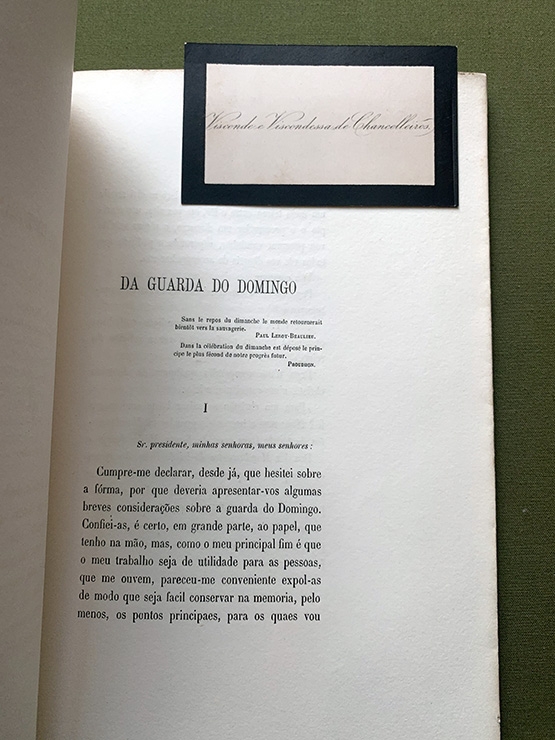 Visconde e Viscondessa de Chancelleiros,
DA GUARDA DO DOMINGO
Sans le repos du dimanche le monde retournerait
bientôt vers la sauvagerie.
PAUL LEROY-BEAULIEU.
Dans la célébration du dimanche est déposé le prin-
cipe le plus fécond de notre progrès futur.
PROUDHON.
I
Sr. presidente, minhas senhoras, meus senhores:
Cumpre-me declarar, desde já, que hesitei sobre
a fórma, por que deveria apresentar-vos algumas
breves considerações sobre a guarda do Domingo.
Confiei-as, é certo, em grande parte, ao papel, que
tenho na mão, mas, como o meu principal fim é que
o meu trabalho seja de utilidade para as pessoas,
que me ouvem, pareceu-me conveniente expol-as
de modo que seja facil conservar na memoria, pelo
menos, os pontos principaes, para os quaes vou